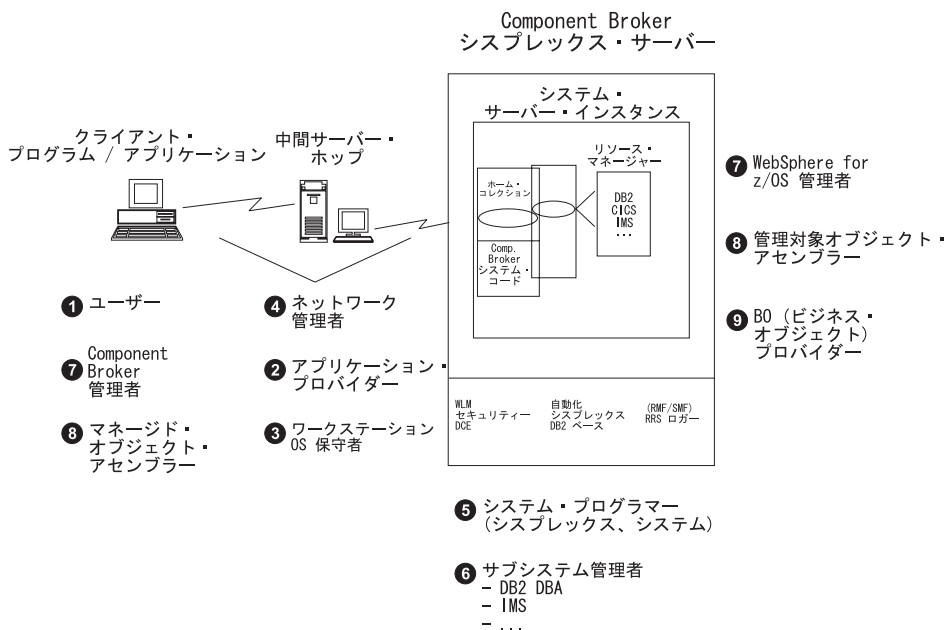 Component Broker
シスプレックス・サーバー
システム・
サーバー・インスタンス
クライアント・
プログラム / アプリケーション
中間サーバー・
ホップ
リソース・
マネージャー
ホーム・
コレクション
DB2
CICS
IMS
...
Comp.
Broker
システム・
コード
7 WebSphere for
z/OS 管理者
8 管理対象オブジェクト・
アセンブラー
9 BO (ビジネス・
オブジェクト)
プロバイダー
1 ユーザー
7 Component
Broker
管理者
8 マネージド・
オブジェクト・
アセンブラー
4 ネットワーク
管理者
2 アプリケーション・
プロバイダー
3 ワークステーション
OS 保守者
WLM
セキュリティー
DCE
自動化
シスプレックス
DB2 ベース
(RMF/SMF)
RRS ロガー
5 システム・プログラマー
(シスプレックス、システム)
6 サブシステム管理者
- DB2 DBA
- IMS
- ...